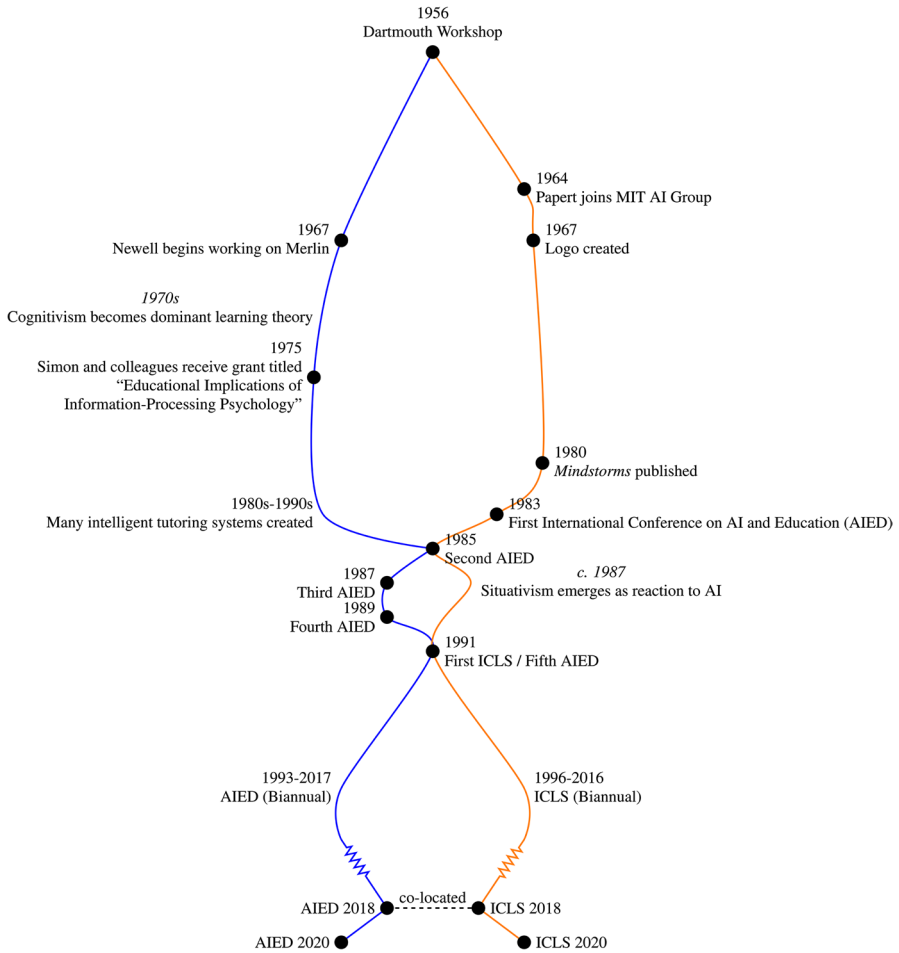 1956
Dartmouth Workshop
1964
Papert joins MIT AI Group
1967
Newell begins working on Merlin
1967
Logo created
1970s
Cognitivism becomes dominant learning theory
1975
Simon and colleagues receive grant titled
“Educational Implications of
Information-Processing Psychology”
1980
Mindstorms published
1980s-1990s
Many intelligent tutoring systems created
1983
First International Conference on AI and Education (AIED)
1985
Second AIED
1987
Third AIED
c. 1987
Situativism emerges as reaction to AI
1989
Fourth AIED
1991
First ICLS / Fifth AIED
1993-2017
AIED (Biannual)
1996-2016
ICLS (Biannual)
AIED 2018
co-located
ICLS 2018
AIED 2020
ICLS 2020